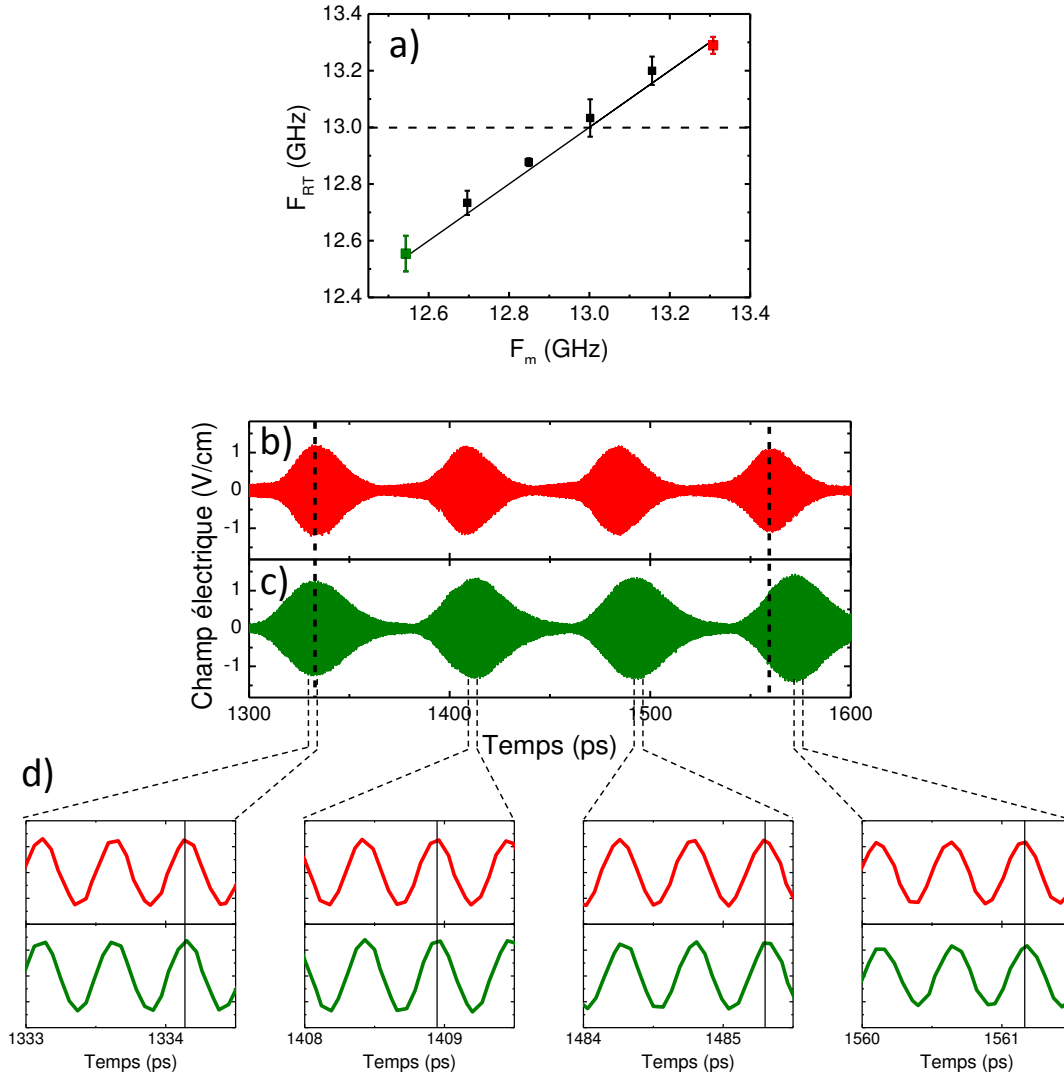 a)
13.4
13.2
13.0
12.8
12.6
12.4
F_RT (GHz)
12.6 12.8 13.0 13.2 13.4
F_m (GHz)
b)
1
0
-1
c)
1
0
-1
Champ électrique (V/cm)
1300 1400 1500 1600
Temps (ps)
d)
1333 1334
1408 1409
1484 1485
1560 1561
Temps (ps) Temps (ps) Temps (ps) Temps (ps)